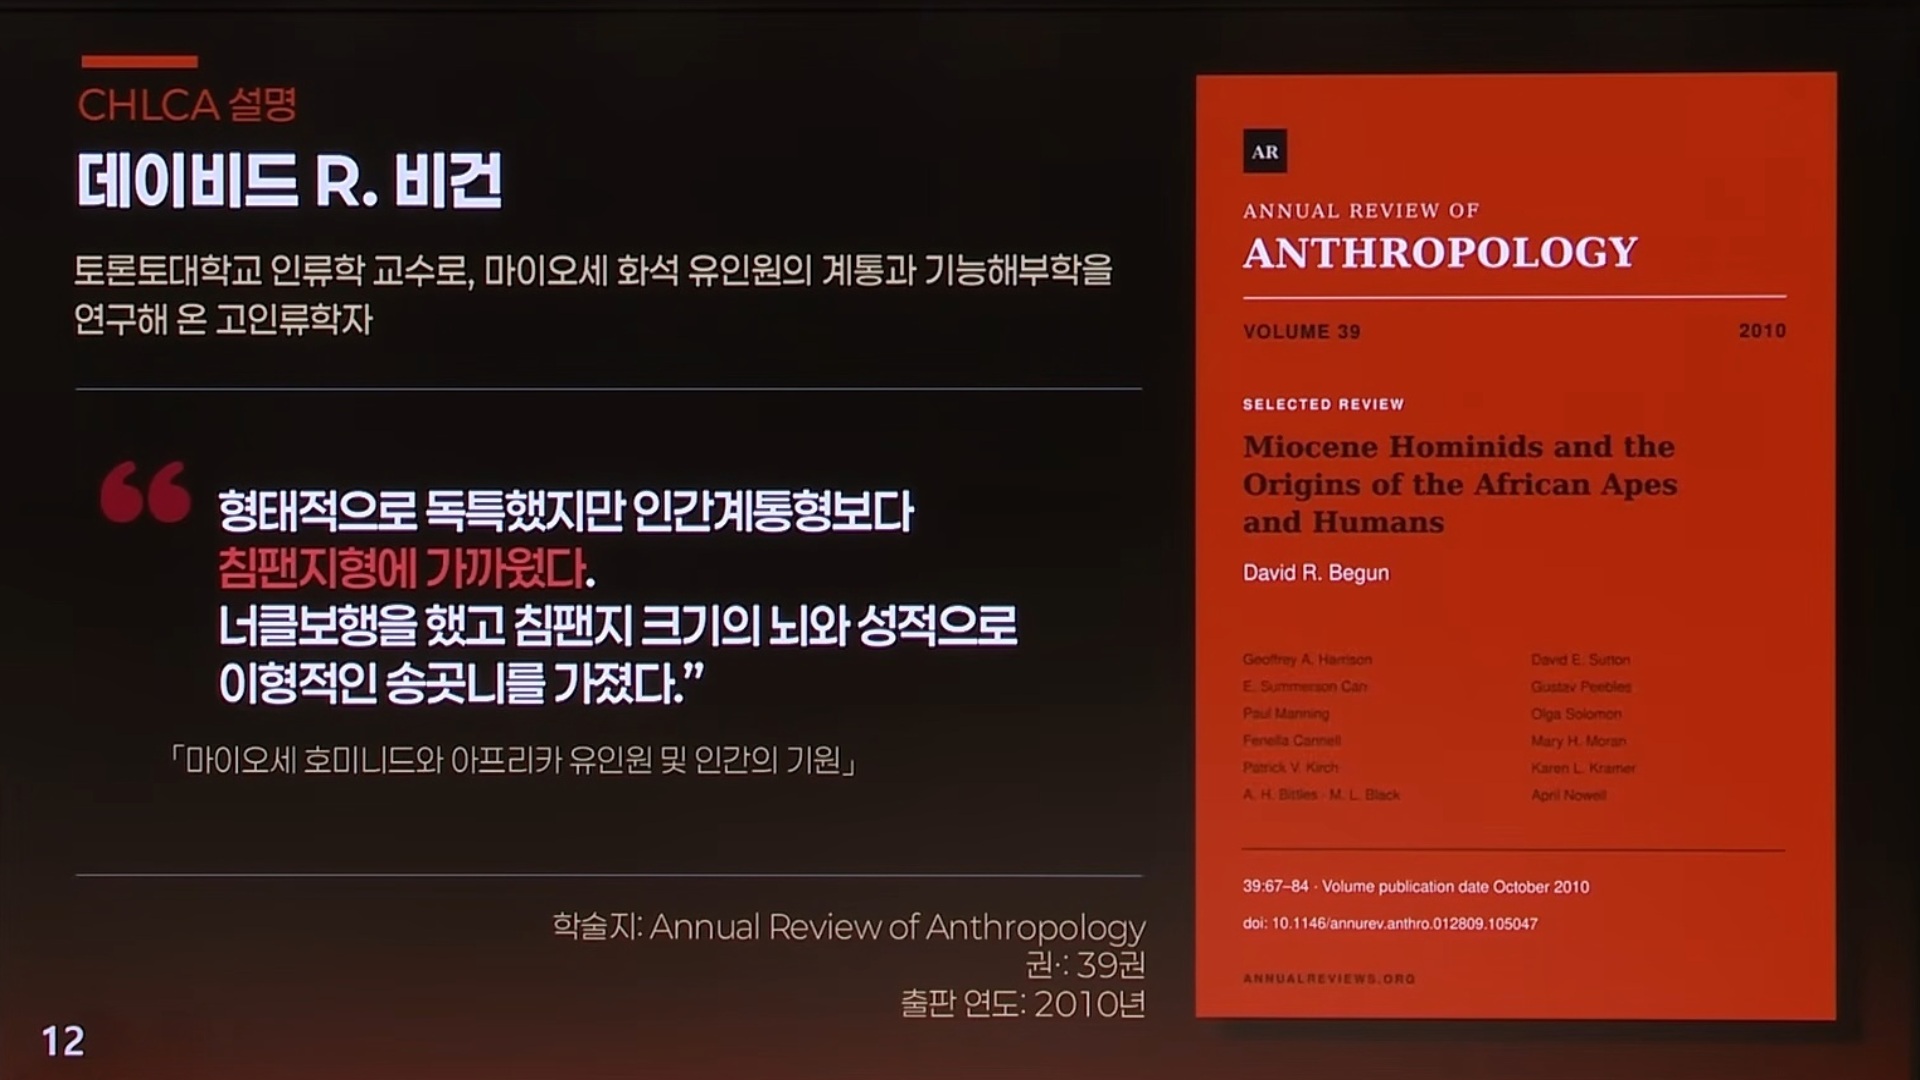 CHLCA 설명
데이비드 R. 비건
토론토대학교 인류학 교수로, 마이오세 화석 유인원의 계통과 기능해부학을
연구해 온 고인류학자
“ 형태적으로 독특했지만 인간계통형보다
침팬지형에 가까웠다.
너클보행을 했고 침팬지 크기의 뇌와 성적으로
이형적인 송곳니를 가졌다.”
「마이오세 호미니드와 아프리카 유인원 및 인간의 기원」
학술지: Annual Review of Anthropology
권·: 39권
출판 연도: 2010년
12
AR
ANNUAL REVIEW OF
ANTHROPOLOGY
VOLUME 39 2010
SELECTED REVIEW
Miocene Hominids and the
Origins of the African Apes
and Humans
David R. Begun
Geoffrey A. Harrison David E. Sutton
E. Summerson Carr Gustav Peebles
Paul Manning Olga Solomon
Fenella Cannell Mary H. Moran
Patrick V. Kirch Karen L. Kramer
A. H. Bittles · M. L. Black April Nowell
39:67–84 · Volume publication date October 2010
doi: 10.1146/annurev.anthro.012809.105047
ANNUALREVIEWS.ORG